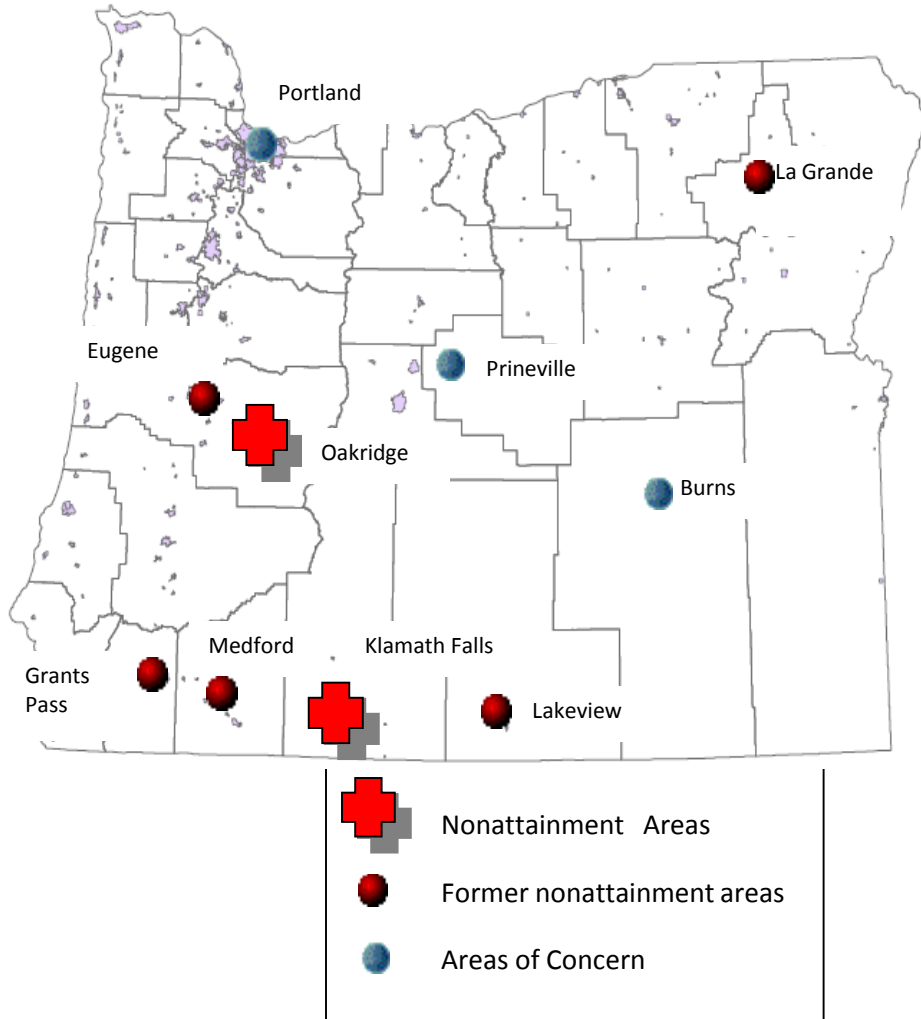 Portland
La Grande
Eugene
Prineville
Oakridge
Burns
Medford
Klamath Falls
Grants
Pass
Lakeview
Nonattainment Areas
Former nonattainment areas
Areas of Concern